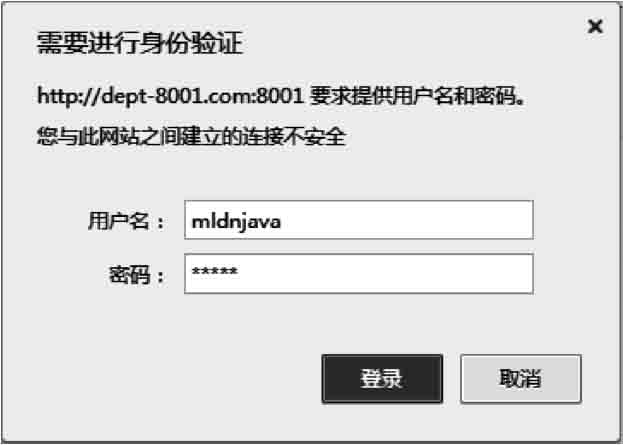 需要进行身份验证
http://dept-8001.com:8001 要求提供用户名和密码。
您与此网站之间建立的连接不安全
用户名： mldnjava
密码： *****
登录 取消